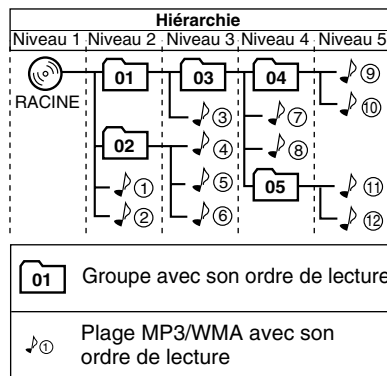 Hiérarchie
Niveau 1 Niveau 2 Niveau 3 Niveau 4 Niveau 5
01 03 04 ⑨
RACINE ⑩
③ ⑦
02 ④ ⑧
① ⑤ 05 ⑪
② ⑥ ⑫
01 Groupe avec son ordre de lecture
① Plage MP3/WMA avec son
ordre de lecture